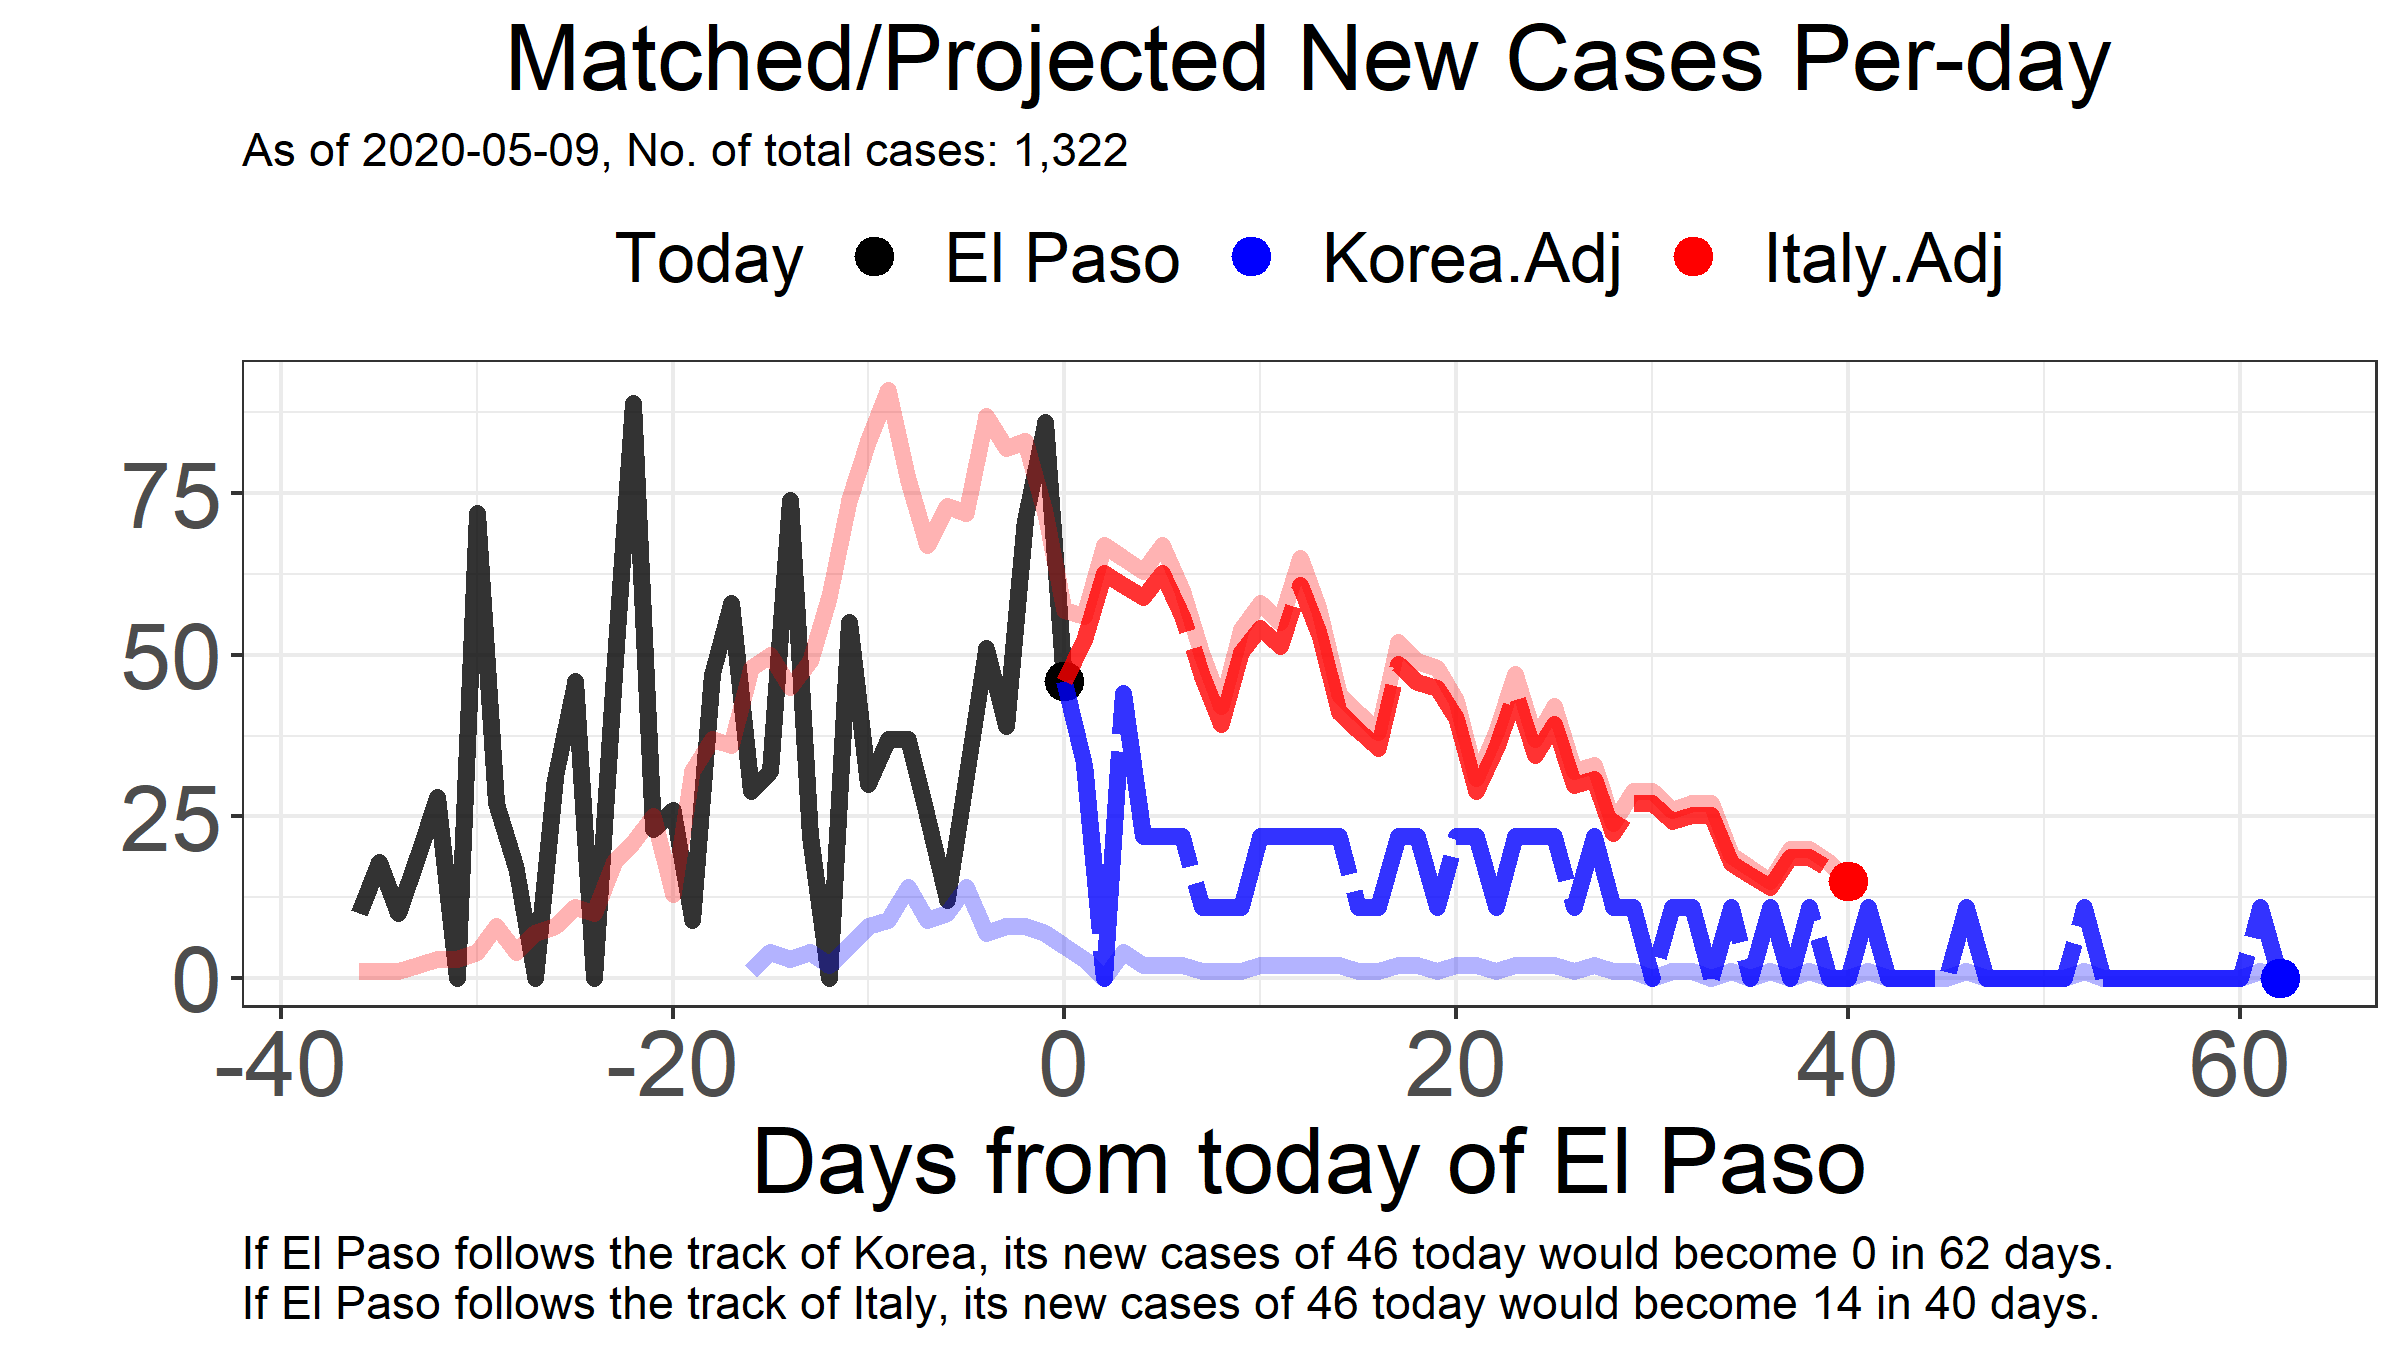 Matched/Projected New Cases Per-day
As of 2020-05-09, No. of total cases: 1,322
Today El Paso Korea.Adj Italy.Adj
75
50
25
0
-40 -20 0 20 40 60
Days from today of El Paso
If El Paso follows the track of Korea, its new cases of 46 today would become 0 in 62 days.
If El Paso follows the track of Italy, its new cases of 46 today would become 14 in 40 days.